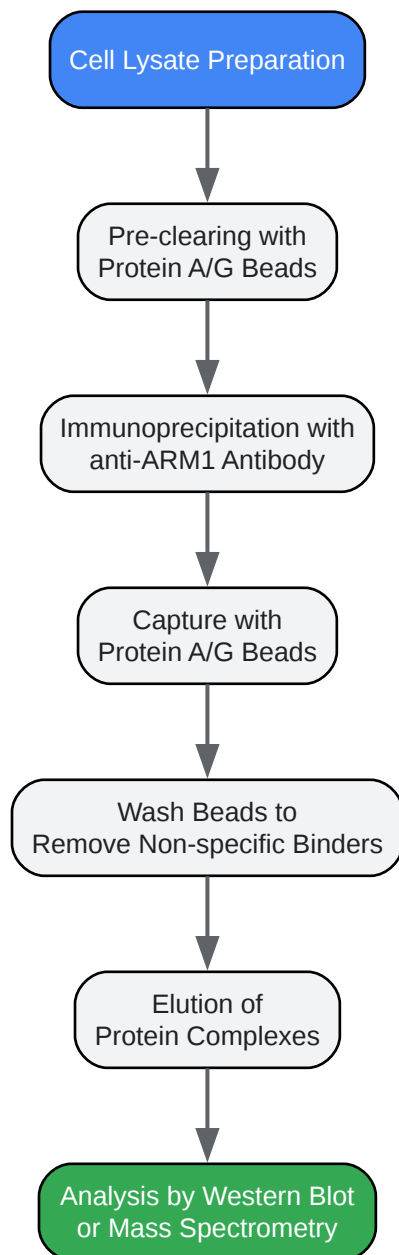 Cell Lysate Preparation
Pre-clearing with
Protein A/G Beads
Immunoprecipitation with
anti-ARM1 Antibody
Capture with
Protein A/G Beads
Wash Beads to
Remove Non-specific Binders
Elution of
Protein Complexes
Analysis by Western Blot
or Mass Spectrometry